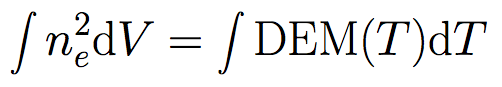 ∫ n_e^2 dV = ∫ DEM(T)dT